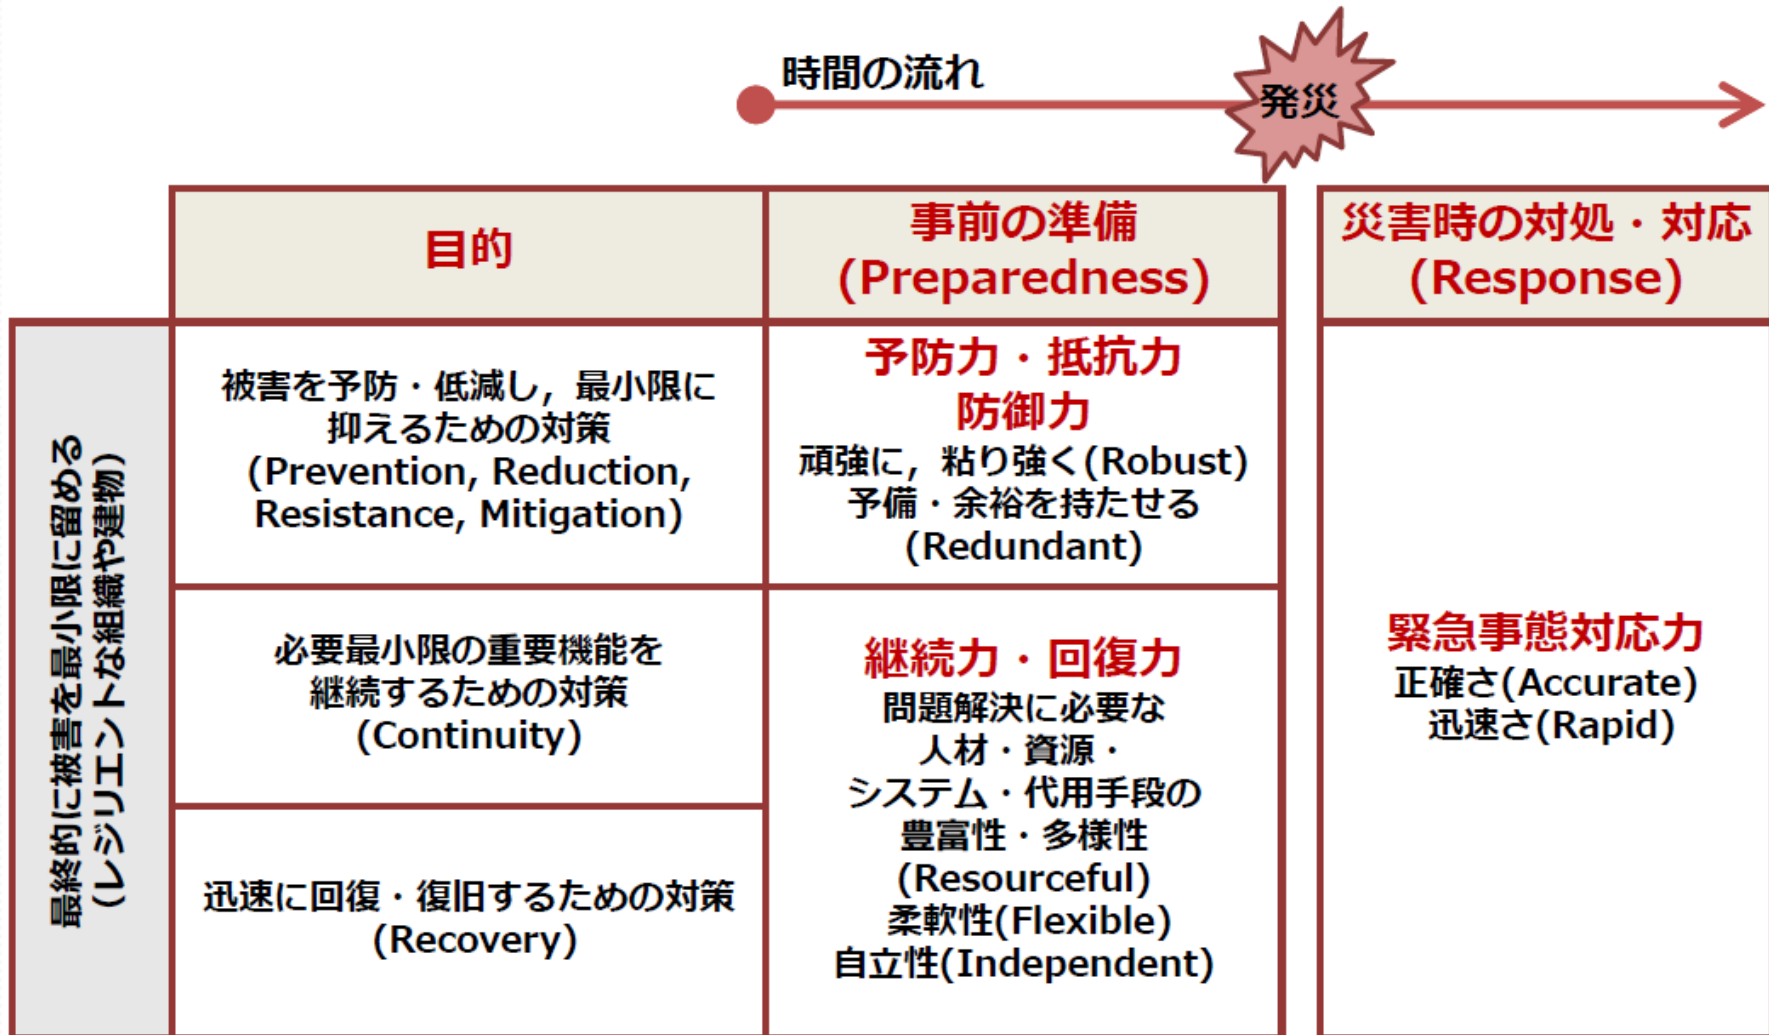 時間の流れ
発災
目的
事前の準備
(Preparedness)
災害時の対処・対応
(Response)
最終的に被害を最小限に留める
(レジリエントな組織や建物)
被害を予防・低減し，最小限に
抑えるための対策
(Prevention, Reduction,
Resistance, Mitigation)
予防力・抵抗力
防御力
頑強に，粘り強く(Robust)
予備・余裕を持たせる
(Redundant)
必要最小限の重要機能を
継続するための対策
(Continuity)
迅速に回復・復旧するための対策
(Recovery)
継続力・回復力
問題解決に必要な
人材・資源・
システム・代用手段の
豊富性・多様性
(Resourceful)
柔軟性(Flexible)
自立性(Independent)
緊急事態対応力
正確さ(Accurate)
迅速さ(Rapid)